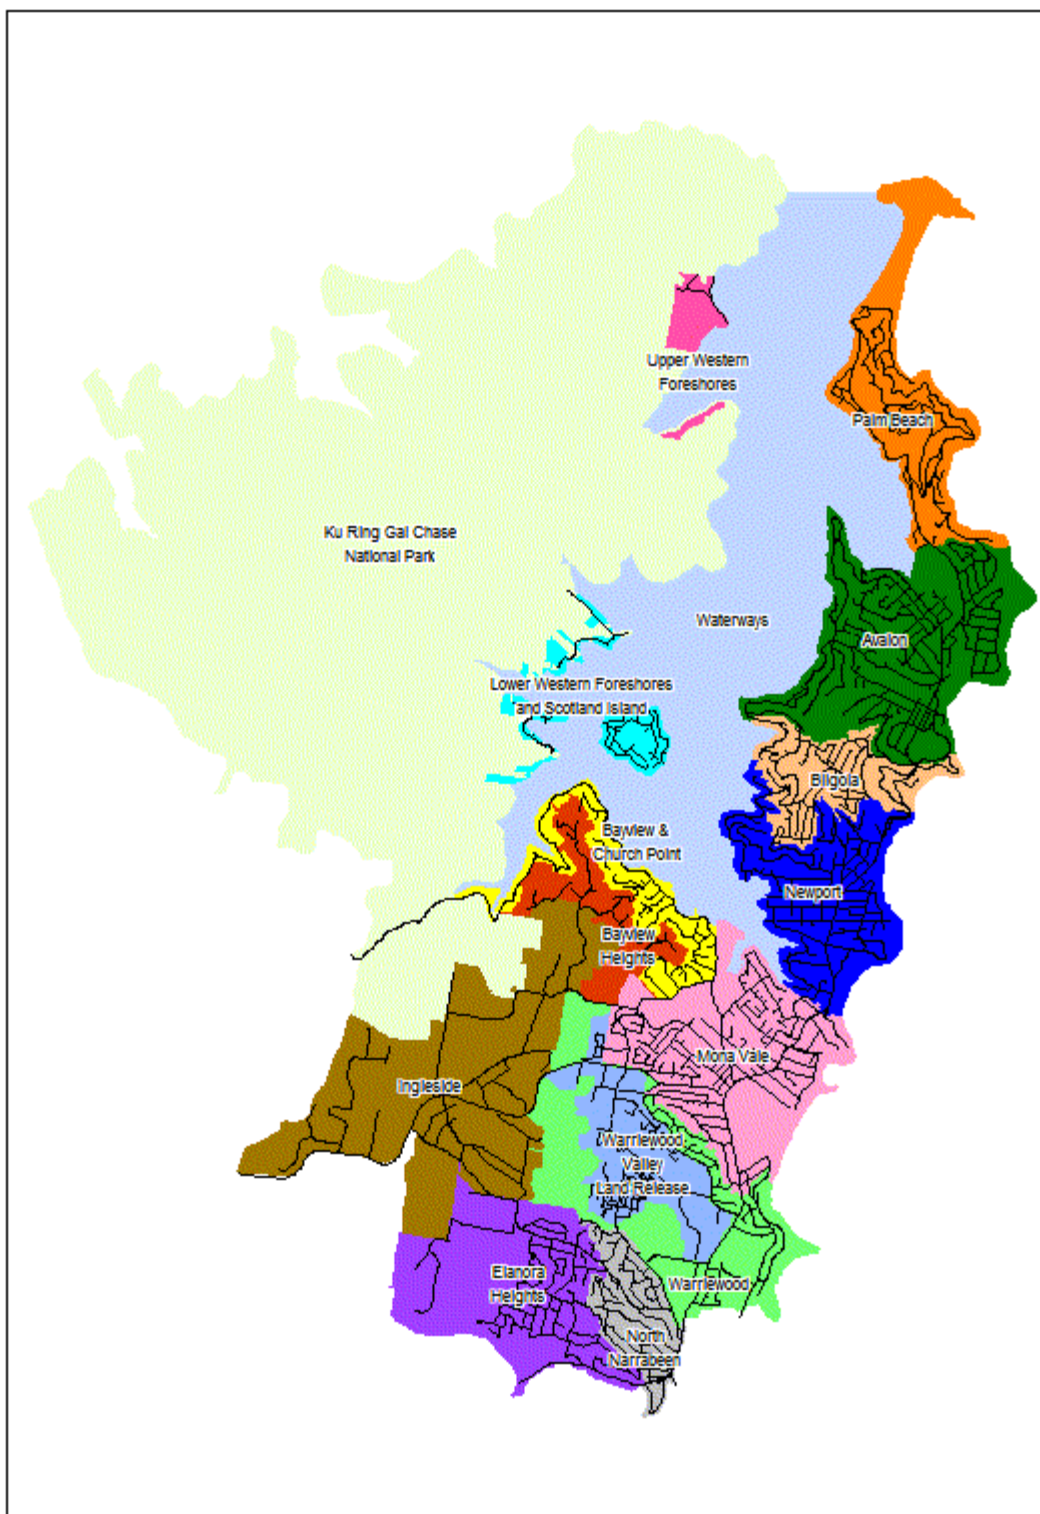 Upper Western
Foreshores
Palm Beach
Ku Ring Gai Chase
National Park
Waterways
Avalon
Lower Western Foreshores
and Scotland Island
Bilgola
Bayview &
Church Point
Newport
Bayview
Heights
Mona Vale
Ingleside
Warriewood
Valley
Land Release
Elanora
Heights
Warriewood
North
Narrabeen